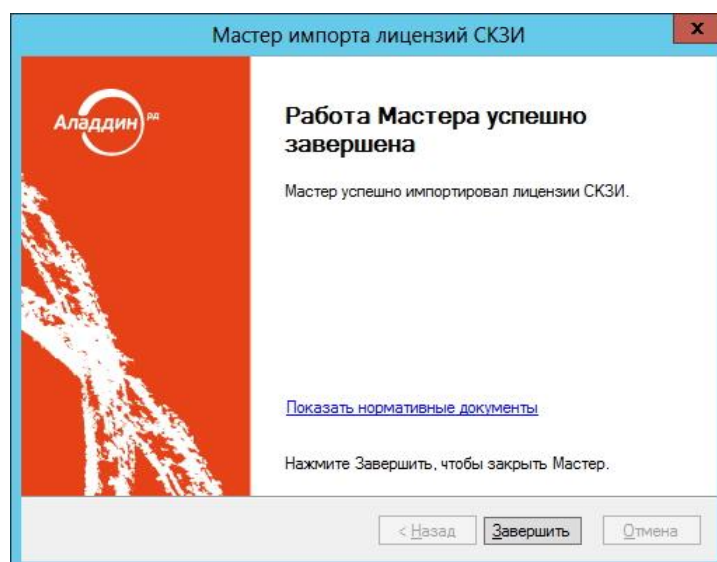 Мастер импорта лицензий СКЗИ
x
Аладдин РД
Работа Мастера успешно
завершена
Мастер успешно импортировал лицензии СКЗИ.
Показать нормативные документы
Нажмите Завершить, чтобы закрыть Мастер.
< Назад Завершить Отмена